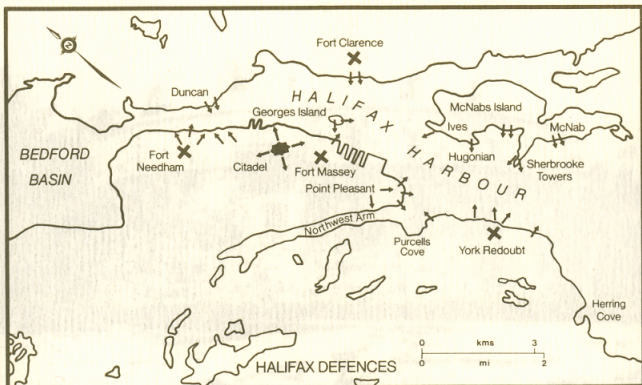 N
Fort Clarence
Duncan
Georges Island
HALIFAX HARBOUR
McNabs Island
Ives
McNab
BEDFORD
BASIN
Fort
Needham
Citadel
Fort Massey
Hugonian
Sherbrooke
Towers
Point Pleasant
Northwest Arm
Purcells
Cove
York Redoubt
Herring
Cove
0 kms 3
0 mi 2
HALIFAX DEFENCES